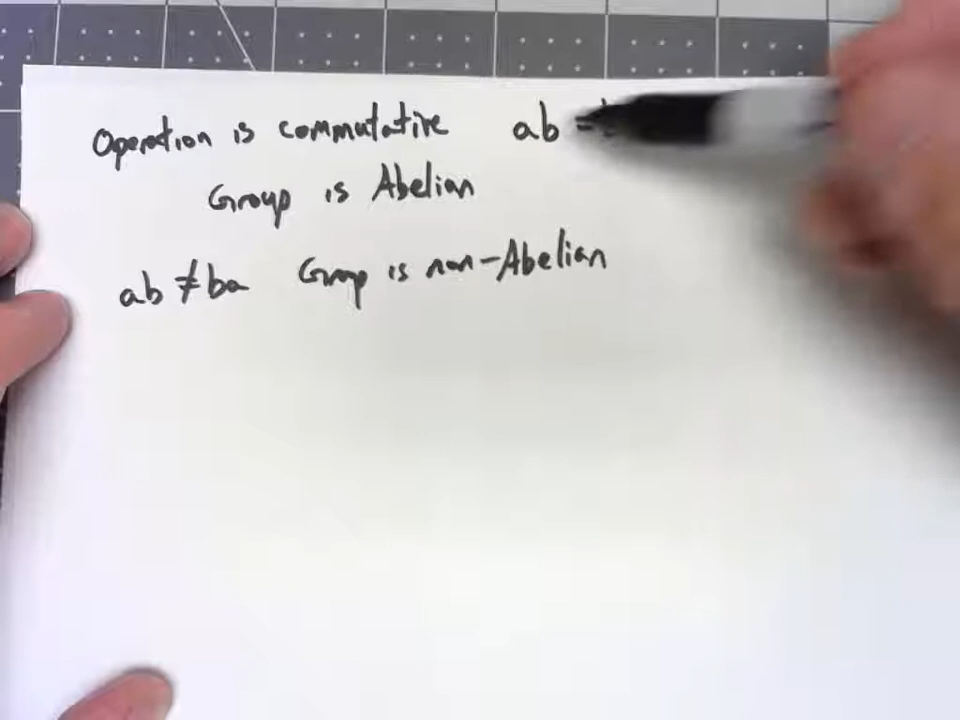 Operation is commutative ab =
Group is Abelian
ab ≠ ba Group is non-Abelian